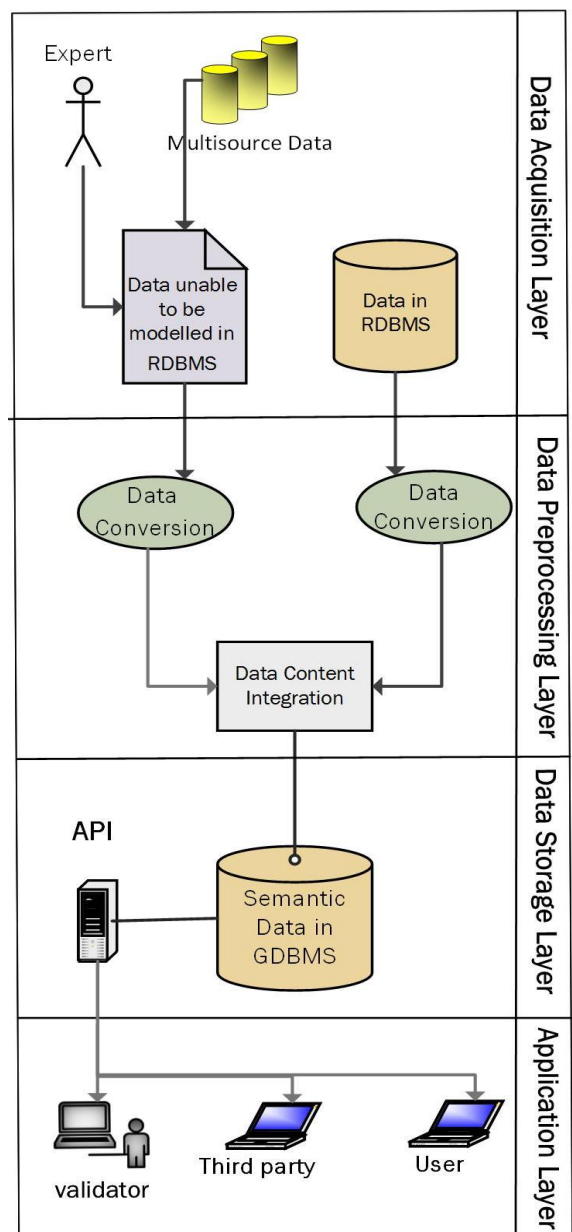 Expert
Multisource Data
Data unable
to be
modelled in
RDBMS
Data in
RDBMS
Data Acquisition Layer
Data
Conversion
Data
Conversion
Data Content
Integration
Data Preprocessing Layer
API
Semantic
Data in
GDBMS
Data Storage Layer
validator
Third party
User
Application Layer